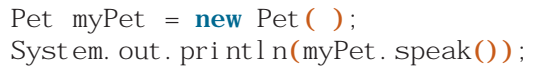 Pet myPet = new Pet( );
System.out.println(myPet.speak());